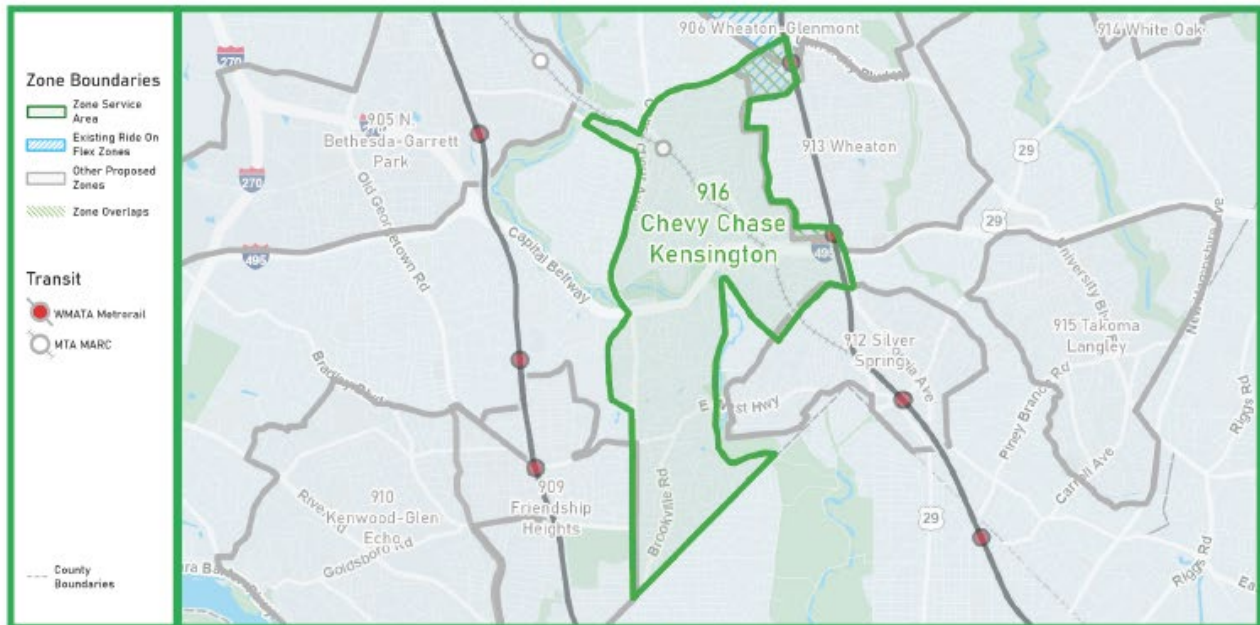 Zone Boundaries
Zone Service
Area
Existing Ride On
Flex Zones
Other Proposed
Zones
Zone Overlaps
Transit
WMATA Metrorail
MTA MARC
County
Boundaries
906 Wheaton-Glenmont
914 White Oak
270
905 N.
Bethesda-Garrett
Park
270
913 Wheaton
29
916
Chevy Chase
Kensington
29
495
495
Old Georgetown Rd
Capital Beltway
University Blvd
New Hampshire Ave
915 Takoma
Langley
912 Silver
Spring
Bradley Blvd
Hwy
Piney Branch Rd
Riggs Rd
Carroll Ave
909
Friendship
Heights
910
Kenwood-Glen
Echo
River Rd
Goldsboro Rd
Brookville Rd
29
Riggs Rd